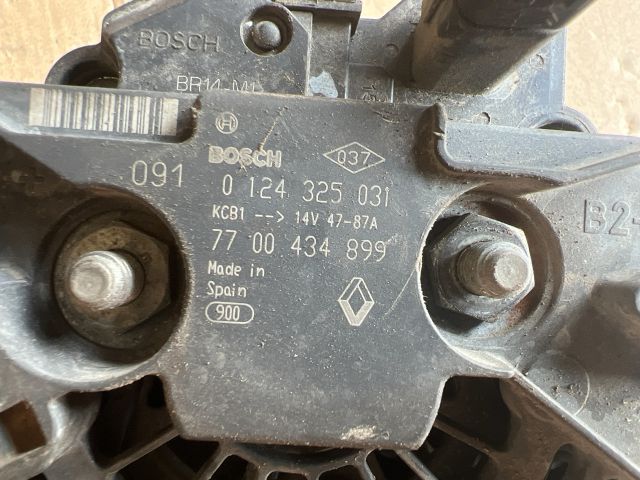 BOSCH
BR14-M1
BOSCH
037
091
0 124 325 031
KCB1 --> 14V 47-87A
77 00 434 899
Made in
Spain
900
B2-